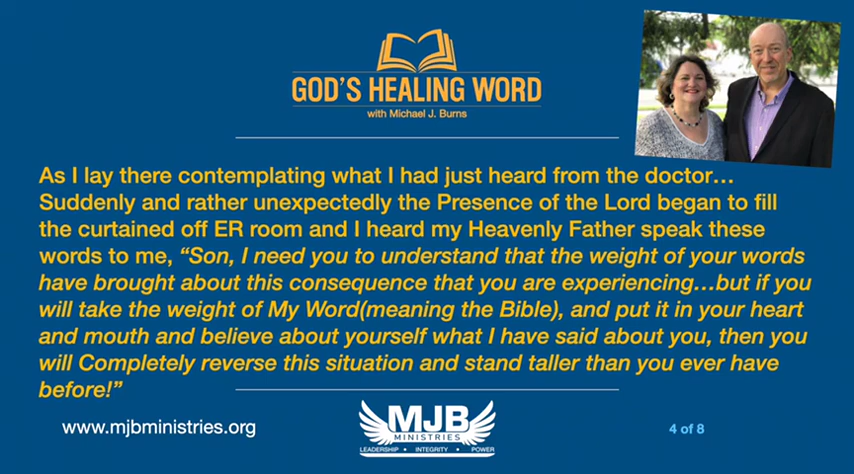 GOD'S HEALING WORD
with Michael J. Burns
As I lay there contemplating what I had just heard from the doctor…
Suddenly and rather unexpectedly the Presence of the Lord began to fill
the curtained off ER room and I heard my Heavenly Father speak these
words to me, “Son, I need you to understand that the weight of your words
have brought about this consequence that you are experiencing…but if you
will take the weight of My Word(meaning the Bible), and put it in your heart
and mouth and believe about yourself what I have said about you, then you
will Completely reverse this situation and stand taller than you ever have
before!”
www.mjbministries.org
MJB
MINISTRIES
LEADERSHIP • INTEGRITY • POWER
4 of 8